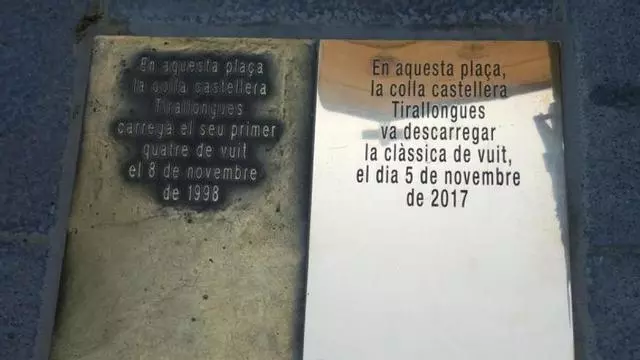 En aquesta plaça
la colla castellera
Tirallongues
carrega el seu primer
quatre de vuit
el 8 de novembre
de 1998
En aquesta plaça,
la colla castellera
Tirallongues
va descarregar
la clàssica de vuit,
el dia 5 de novembre
de 2017